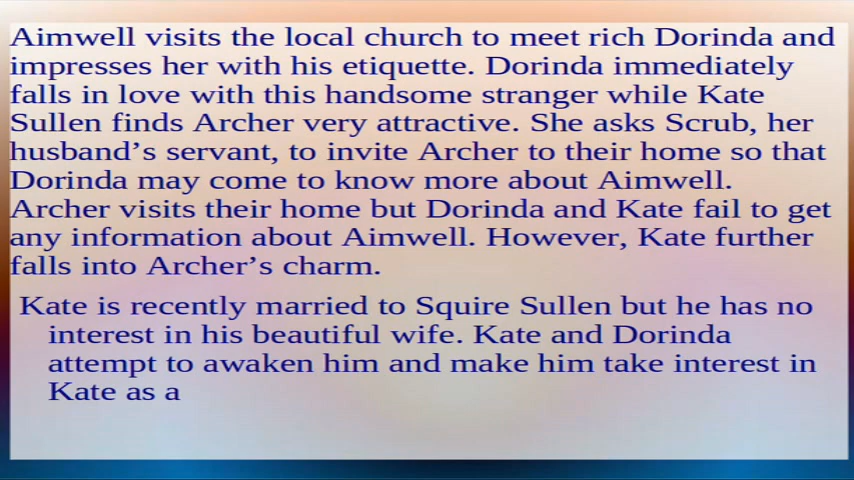 Aimwell visits the local church to meet rich Dorinda and
impresses her with his etiquette. Dorinda immediately
falls in love with this handsome stranger while Kate
Sullen finds Archer very attractive. She asks Scrub, her
husband’s servant, to invite Archer to their home so that
Dorinda may come to know more about Aimwell.
Archer visits their home but Dorinda and Kate fail to get
any information about Aimwell. However, Kate further
falls into Archer’s charm.
Kate is recently married to Squire Sullen but he has no
interest in his beautiful wife. Kate and Dorinda
attempt to awaken him and make him take interest in
Kate as a